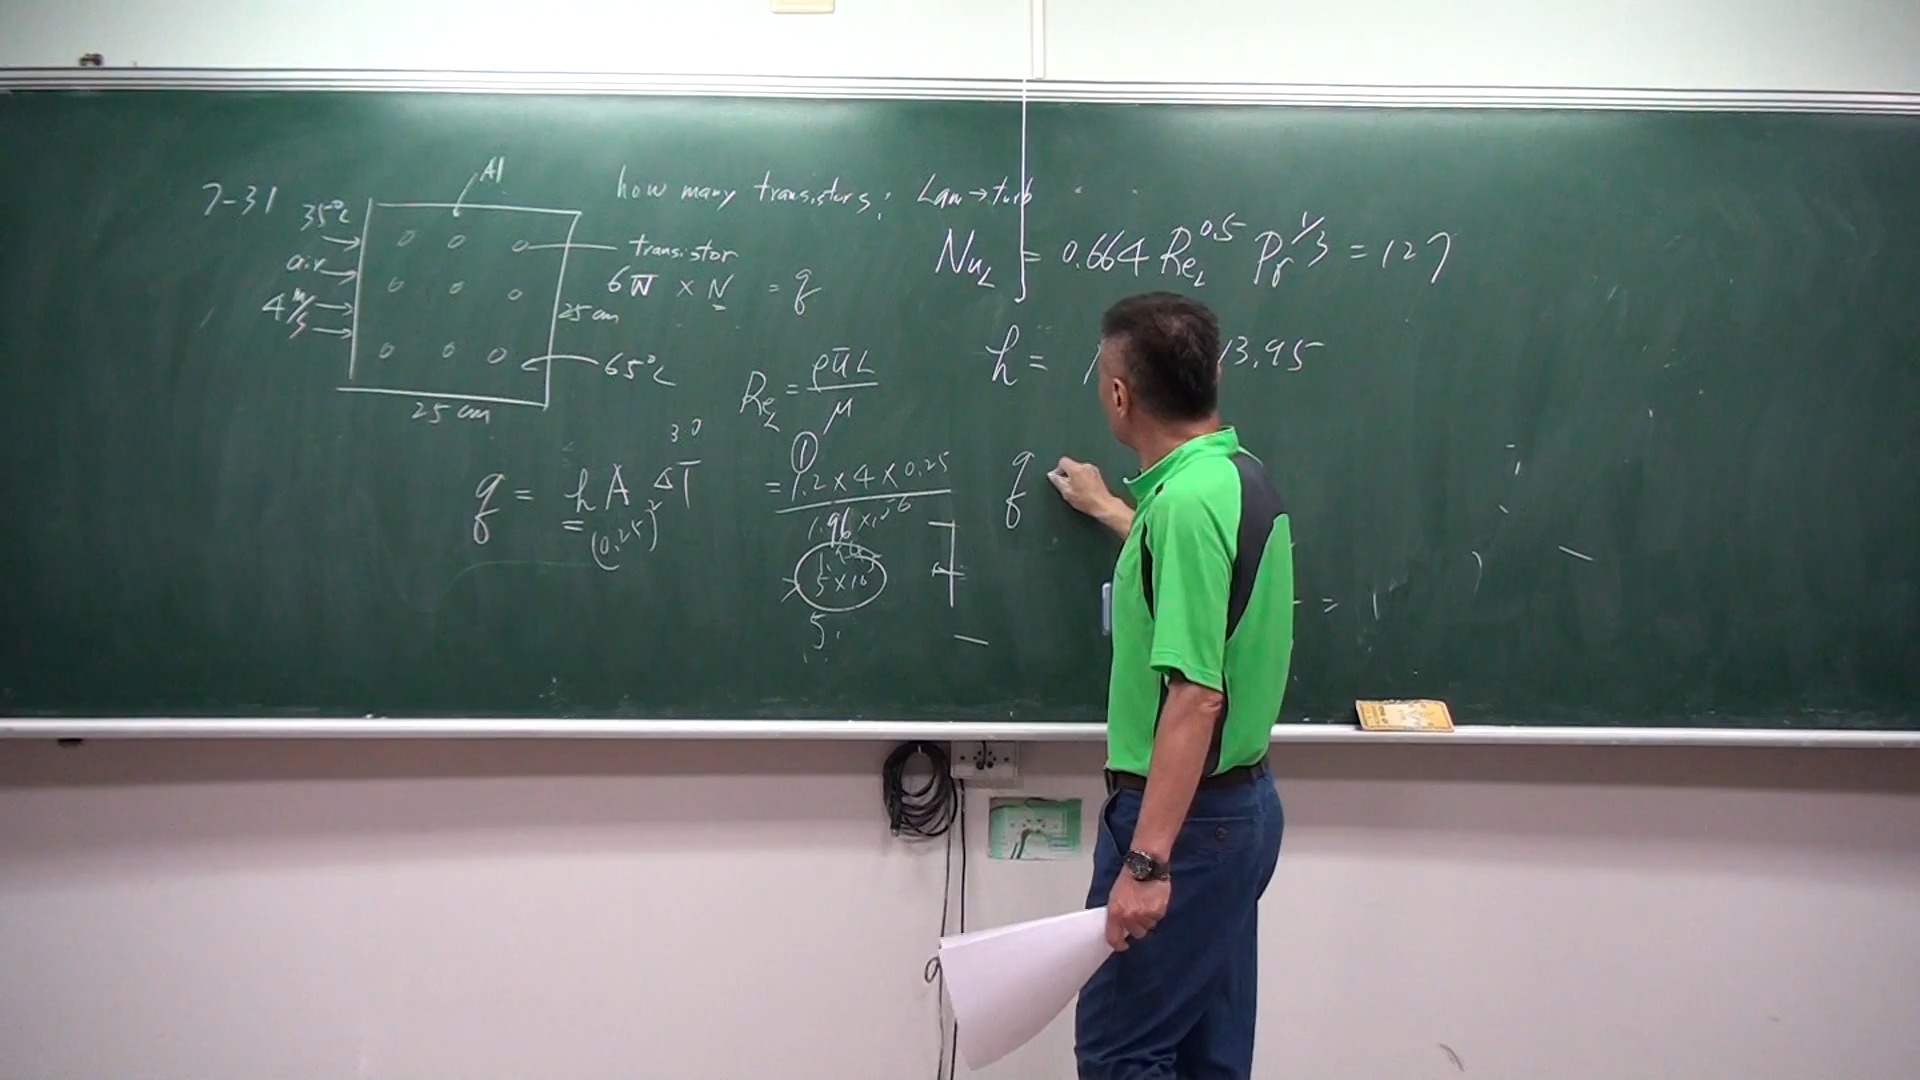 7-31
Al
35°C
air
4 m/s
transistor
25 cm
65°C
25 cm
how many transistors; Lam → turb
6W × N = q
q = h A ΔT
30
(0.25)²
Re_L = ρūL / μ
= 1.2 × 4 × 0.25
1.96 × 10
5 × 10
5.
Nu_L = 0.664 Re_L^0.5 Pr^1/3 = 127
h =
13.95
q